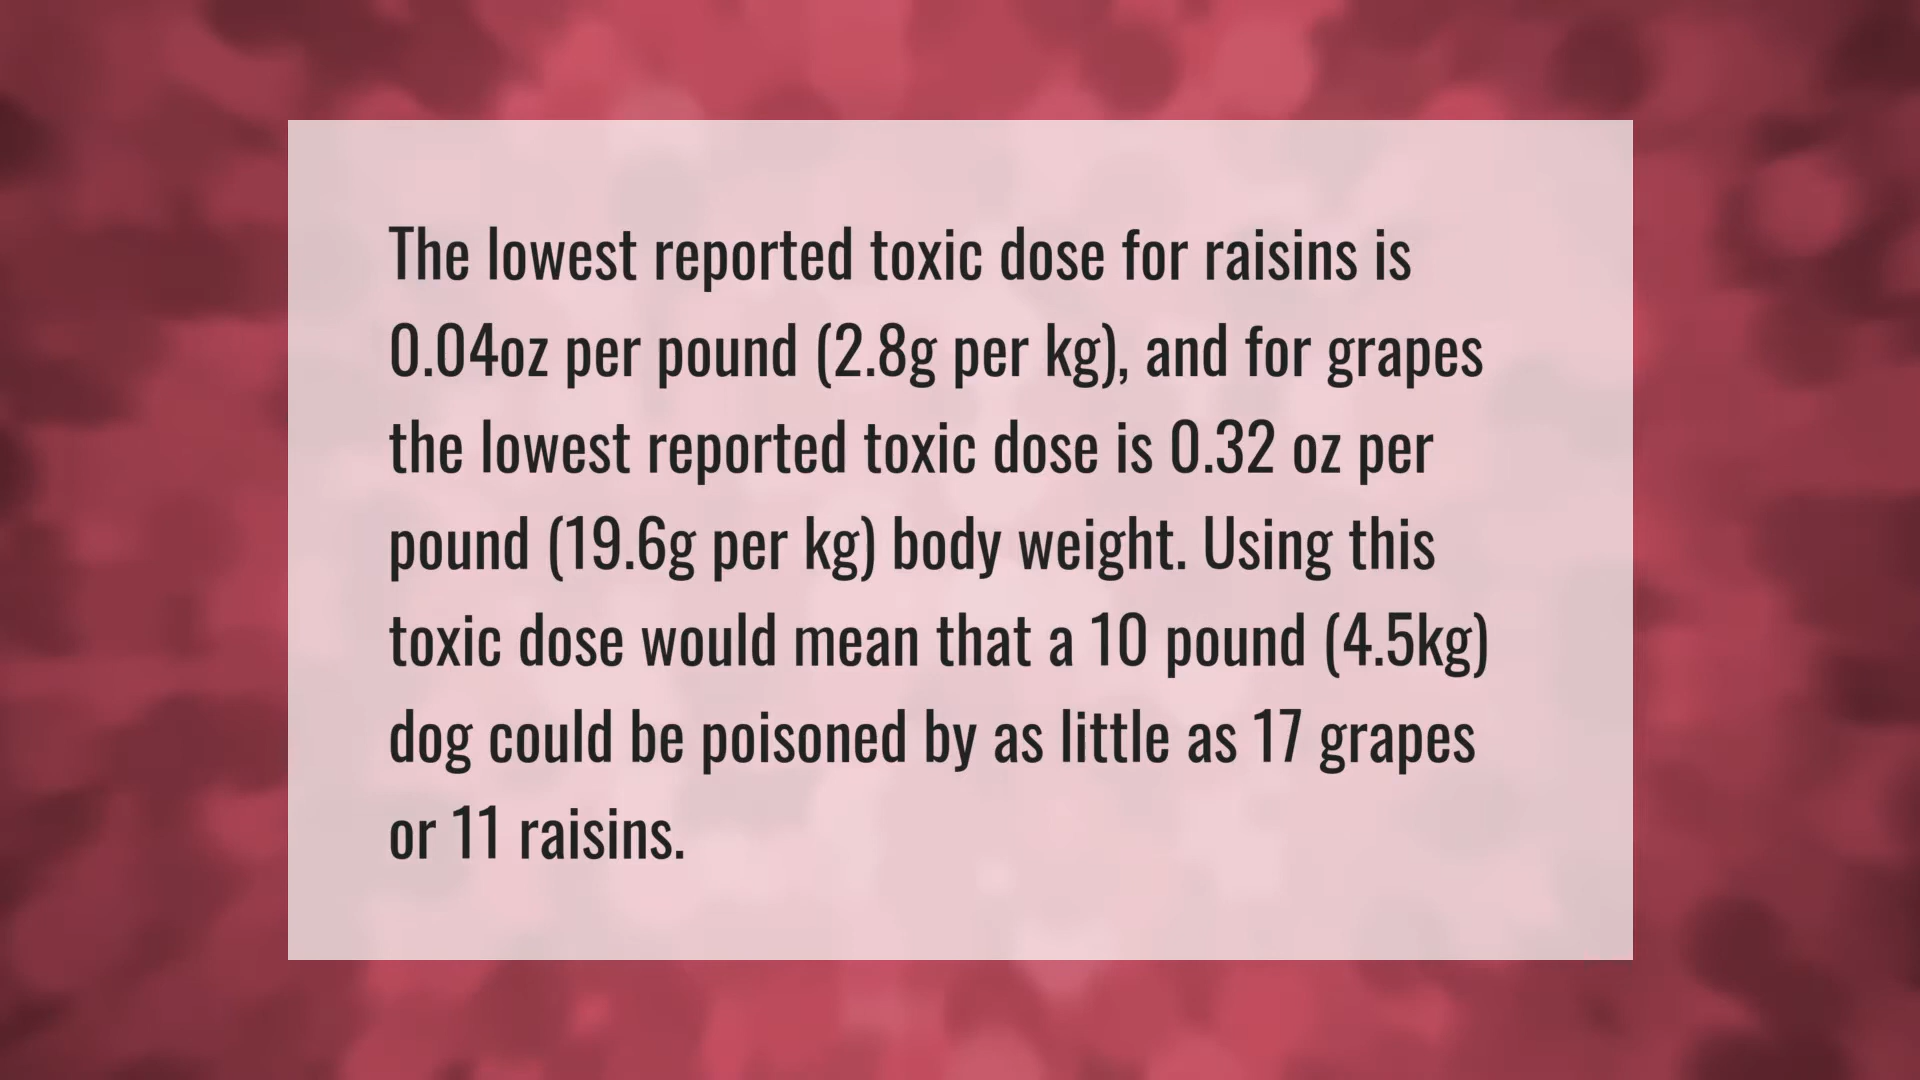 The lowest reported toxic dose for raisins is
0.04oz per pound (2.8g per kg), and for grapes
the lowest reported toxic dose is 0.32 oz per
pound (19.6g per kg) body weight. Using this
toxic dose would mean that a 10 pound (4.5kg)
dog could be poisoned by as little as 17 grapes
or 11 raisins.